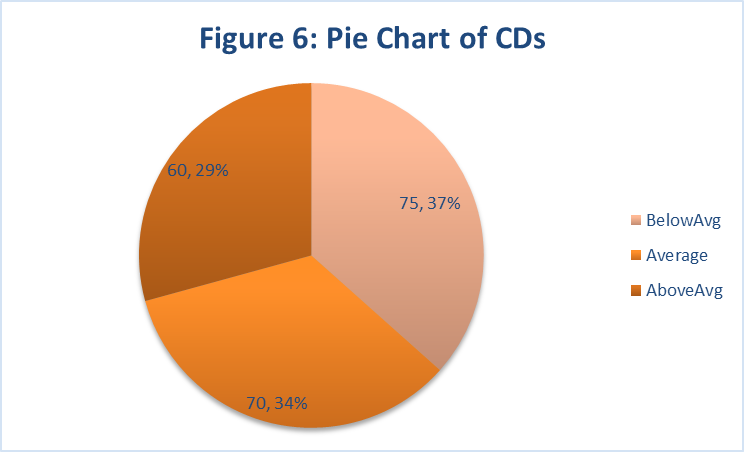 Figure 6: Pie Chart of CDs
60, 29%
75, 37%
70, 34%
BelowAvg
Average
AboveAvg